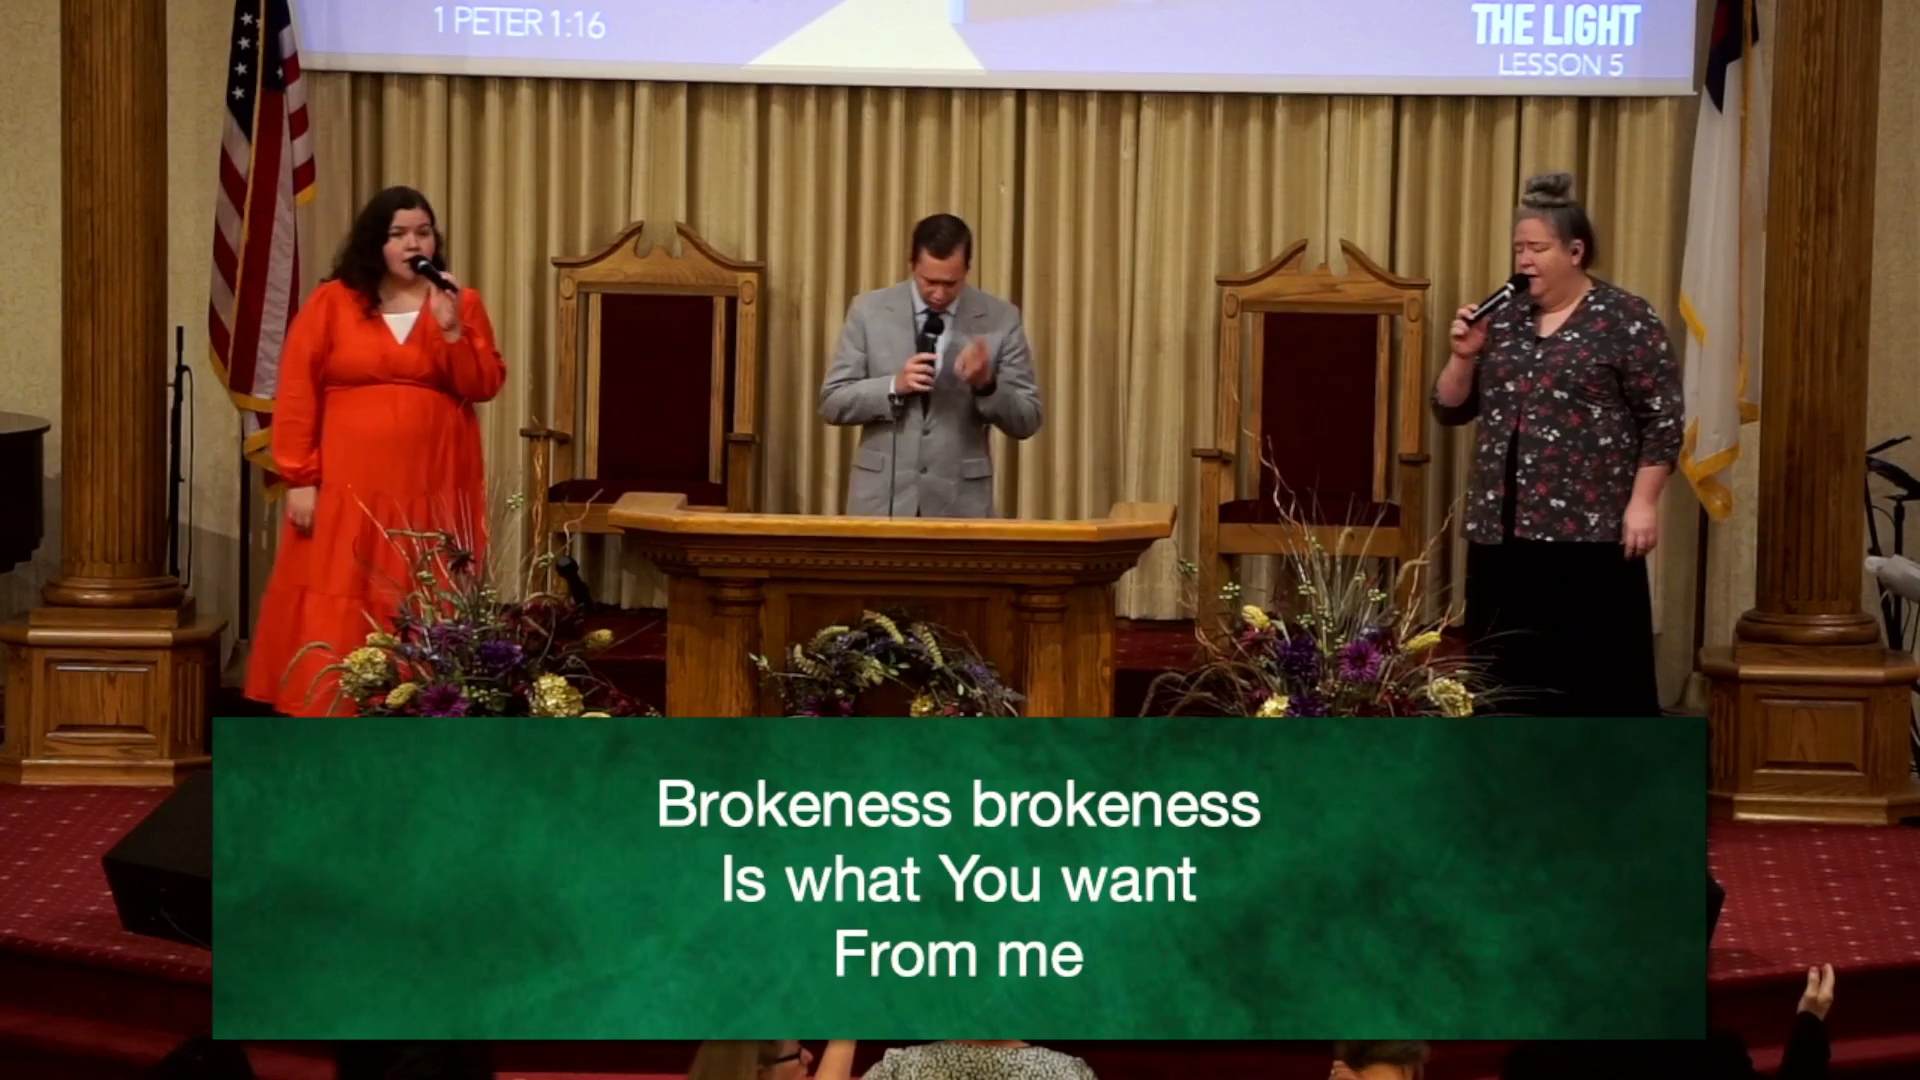 1 PETER 1:16
THE LIGHT
LESSON 5
Brokeness brokeness
Is what You want
From me